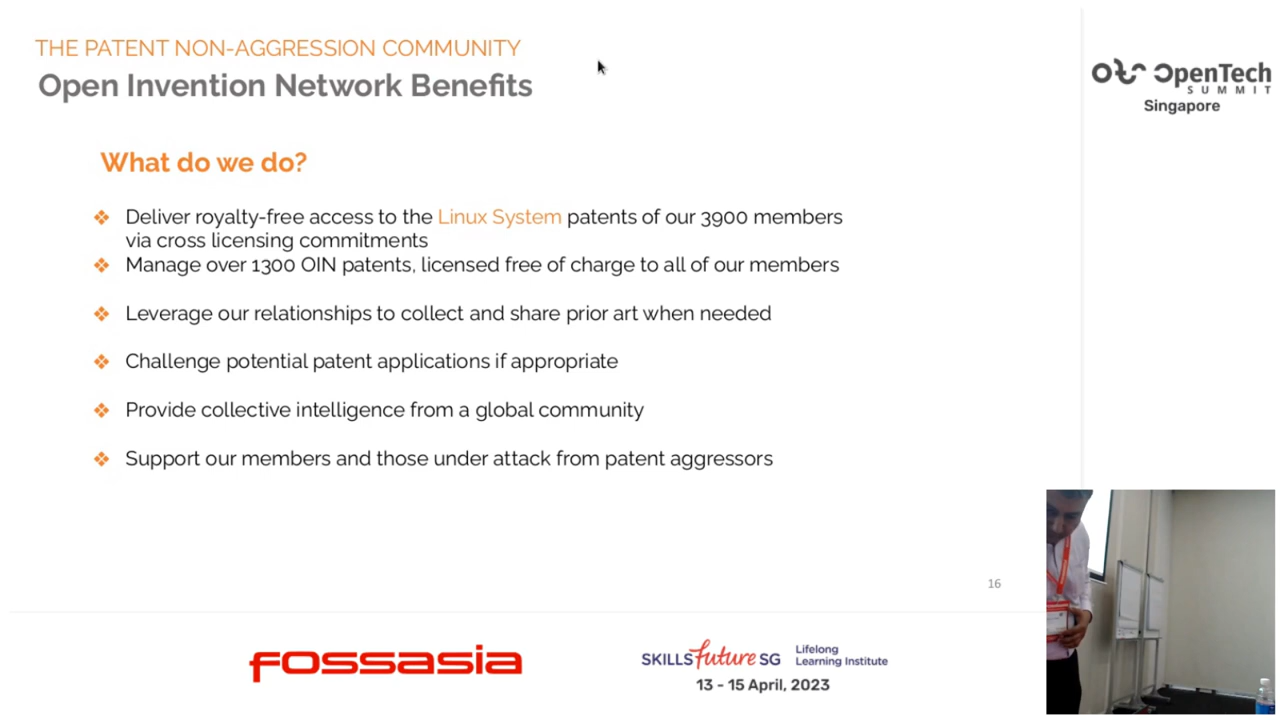 THE PATENT NON-AGGRESSION COMMUNITY
Open Invention Network Benefits
OpenTech
SUMMIT
Singapore
What do we do?
❖ Deliver royalty-free access to the Linux System patents of our 3900 members
via cross licensing commitments
❖ Manage over 1300 OIN patents, licensed free of charge to all of our members
❖ Leverage our relationships to collect and share prior art when needed
❖ Challenge potential patent applications if appropriate
❖ Provide collective intelligence from a global community
❖ Support our members and those under attack from patent aggressors
16
fossasia
SKILLSfuture SG
Lifelong
Learning Institute
13 - 15 April, 2023